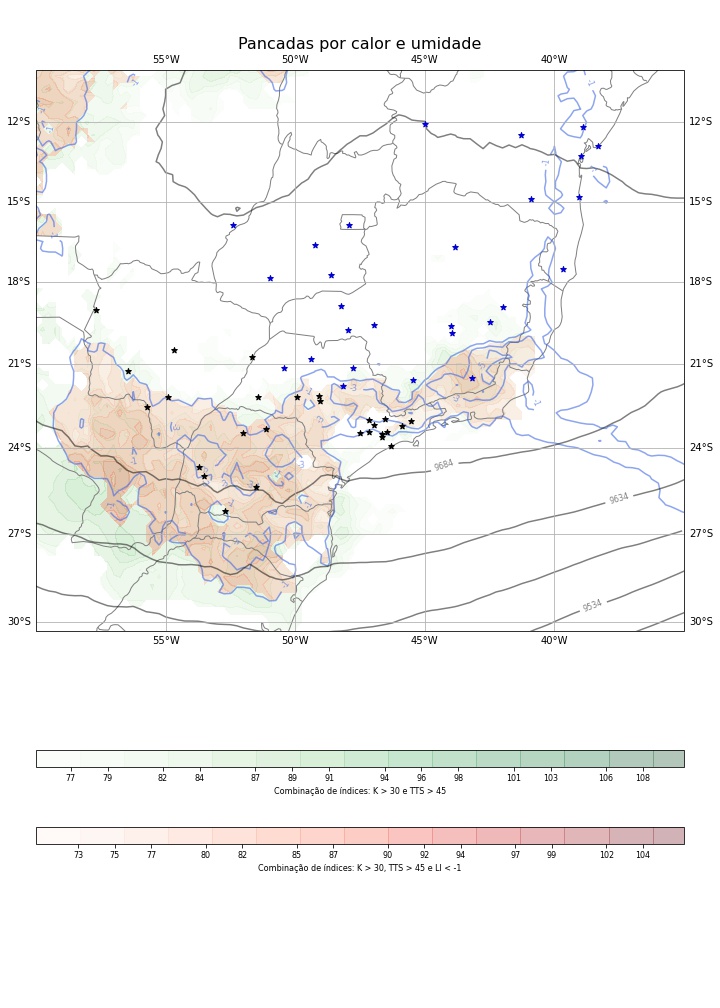 Pancadas por calor e umidade
55°W 50°W 45°W 40°W
12°S 12°S
15°S 15°S
18°S 18°S
21°S 21°S
24°S 24°S
9684
9634
27°S 27°S
9534
30°S 30°S
55°W 50°W 45°W 40°W
77 79 82 84 87 89 91 94 96 98 101 103 106 108
Combinação de índices: K > 30 e TTS > 45
73 75 77 80 82 85 87 90 92 94 97 99 102 104
Combinação de índices: K > 30, TTS > 45 e LI < -1